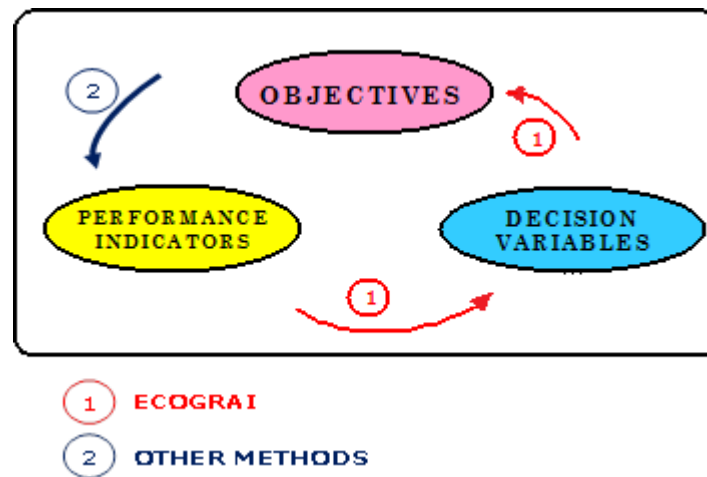 OBJECTIVES
2
1
PERFORMANCE
INDICATORS
DECISION
VARIABLES
...
1
1 ECOGRAI
2 OTHER METHODS